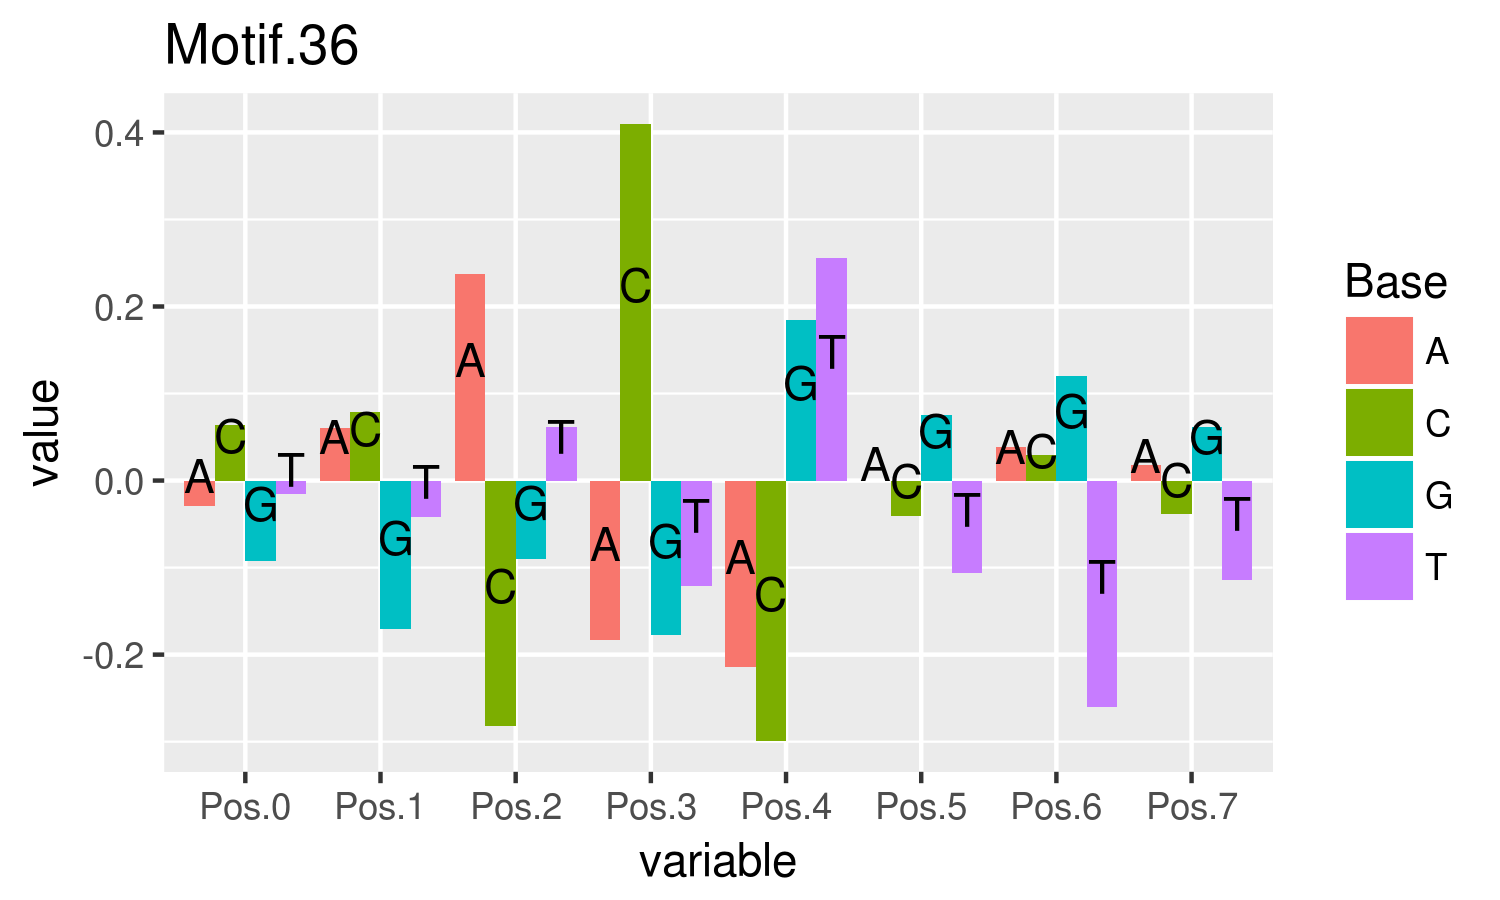 Motif.36
0.4
0.2
0.0
-0.2
value
A C G T
A C G T
A C G T
A C G T
A C G T
A C G T
A C G T
A C G T
Pos.0 Pos.1 Pos.2 Pos.3 Pos.4 Pos.5 Pos.6 Pos.7
variable
Base
A
C
G
T